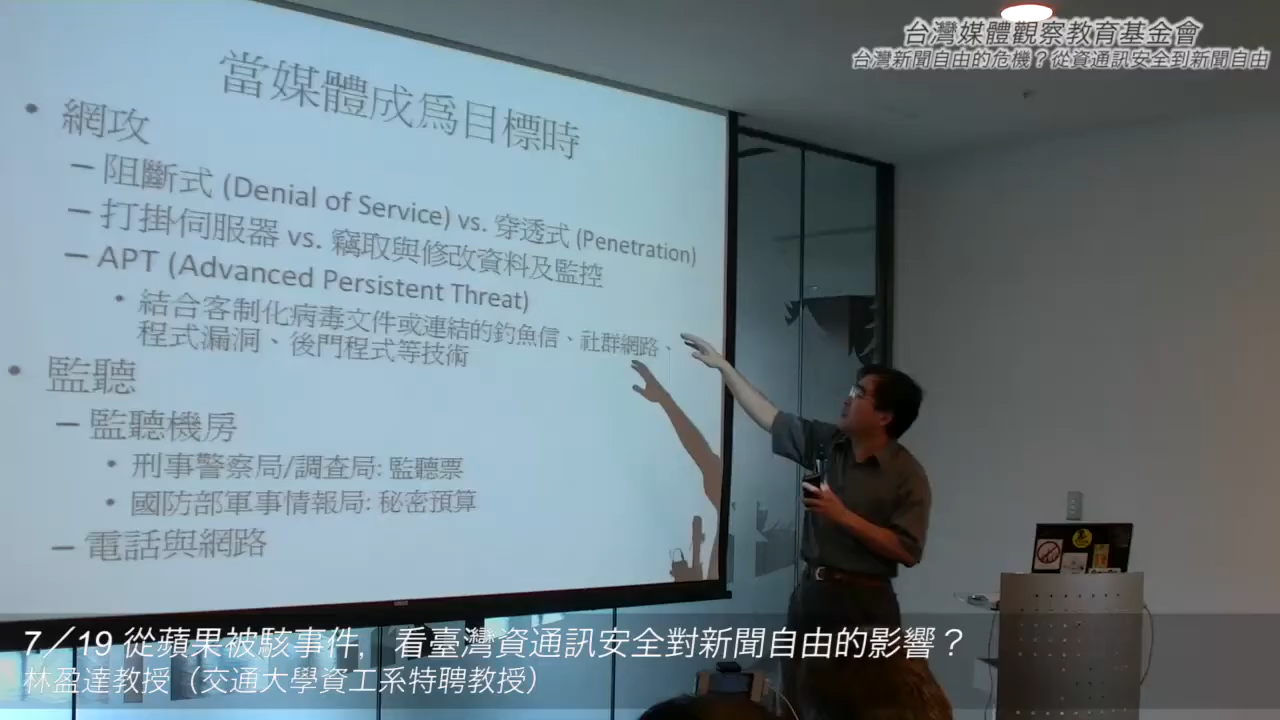 台灣媒體觀察教育基金會
台灣新聞自由的危機？從資通訊安全到新聞自由
當媒體成為目標時
• 網攻
– 阻斷式 (Denial of Service) vs. 穿透式 (Penetration)
– 打掛伺服器 vs. 竊取與修改資料及監控
– APT (Advanced Persistent Threat)
• 結合客制化病毒文件或連結的釣魚信、社群網路、
程式漏洞、後門程式等技術
• 監聽
– 監聽機房
• 刑事警察局/調查局: 監聽票
• 國防部軍事情報局: 秘密預算
– 電話與網路
7／19 從蘋果被駭事件，看臺灣資通訊安全對新聞自由的影響？
林盈達教授（交通大學資工系特聘教授）